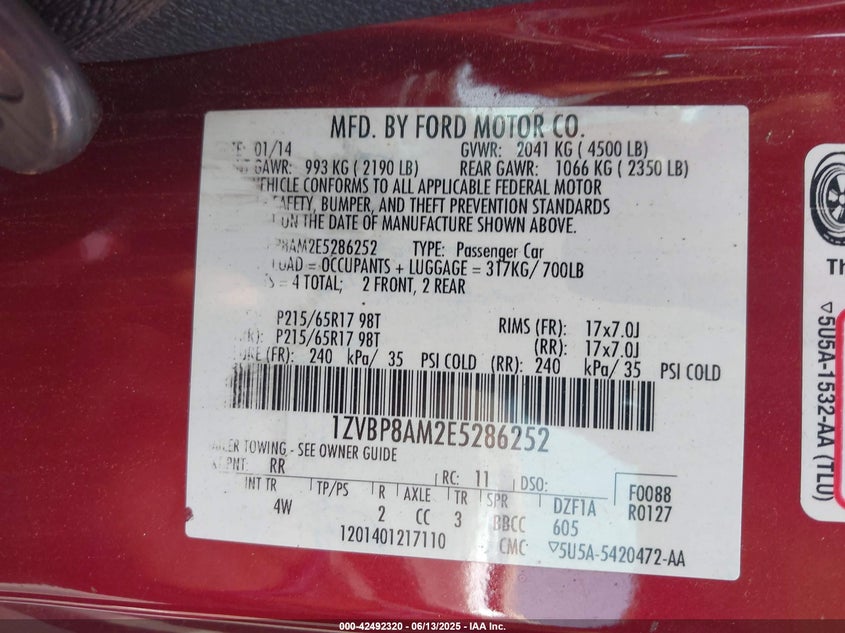 MFD. BY FORD MOTOR CO.
01/14 GVWR: 2041 KG ( 4500 LB)
GAWR: 993 KG ( 2190 LB) REAR GAWR: 1066 KG ( 2350 LB)
VEHICLE CONFORMS TO ALL APPLICABLE FEDERAL MOTOR
SAFETY, BUMPER, AND THEFT PREVENTION STANDARDS
ON THE DATE OF MANUFACTURE SHOWN ABOVE.
P8AM2E5286252 TYPE: Passenger Car
LOAD = OCCUPANTS + LUGGAGE = 317KG/ 700LB
= 4 TOTAL; 2 FRONT, 2 REAR
P215/65R17 98T RIMS (FR): 17x7.0J
P215/65R17 98T (RR): 17x7.0J
(FR): 240 kPa/ 35 PSI COLD (RR): 240 kPa/ 35 PSI COLD
1ZVBP8AM2E5286252
TOWING - SEE OWNER GUIDE
PNT: RR RC: 11 DSO: F0088
INT TR TP/PS R AXLE TR SPR DZF1A R0127
4W 2 CC 3 BBCC 605
1201401217110 CMC ▽5U5A-5420472-AA
▽5U5A-1532-AA (TLU)
000-42492320 - 06/13/2025 - IAA Inc.